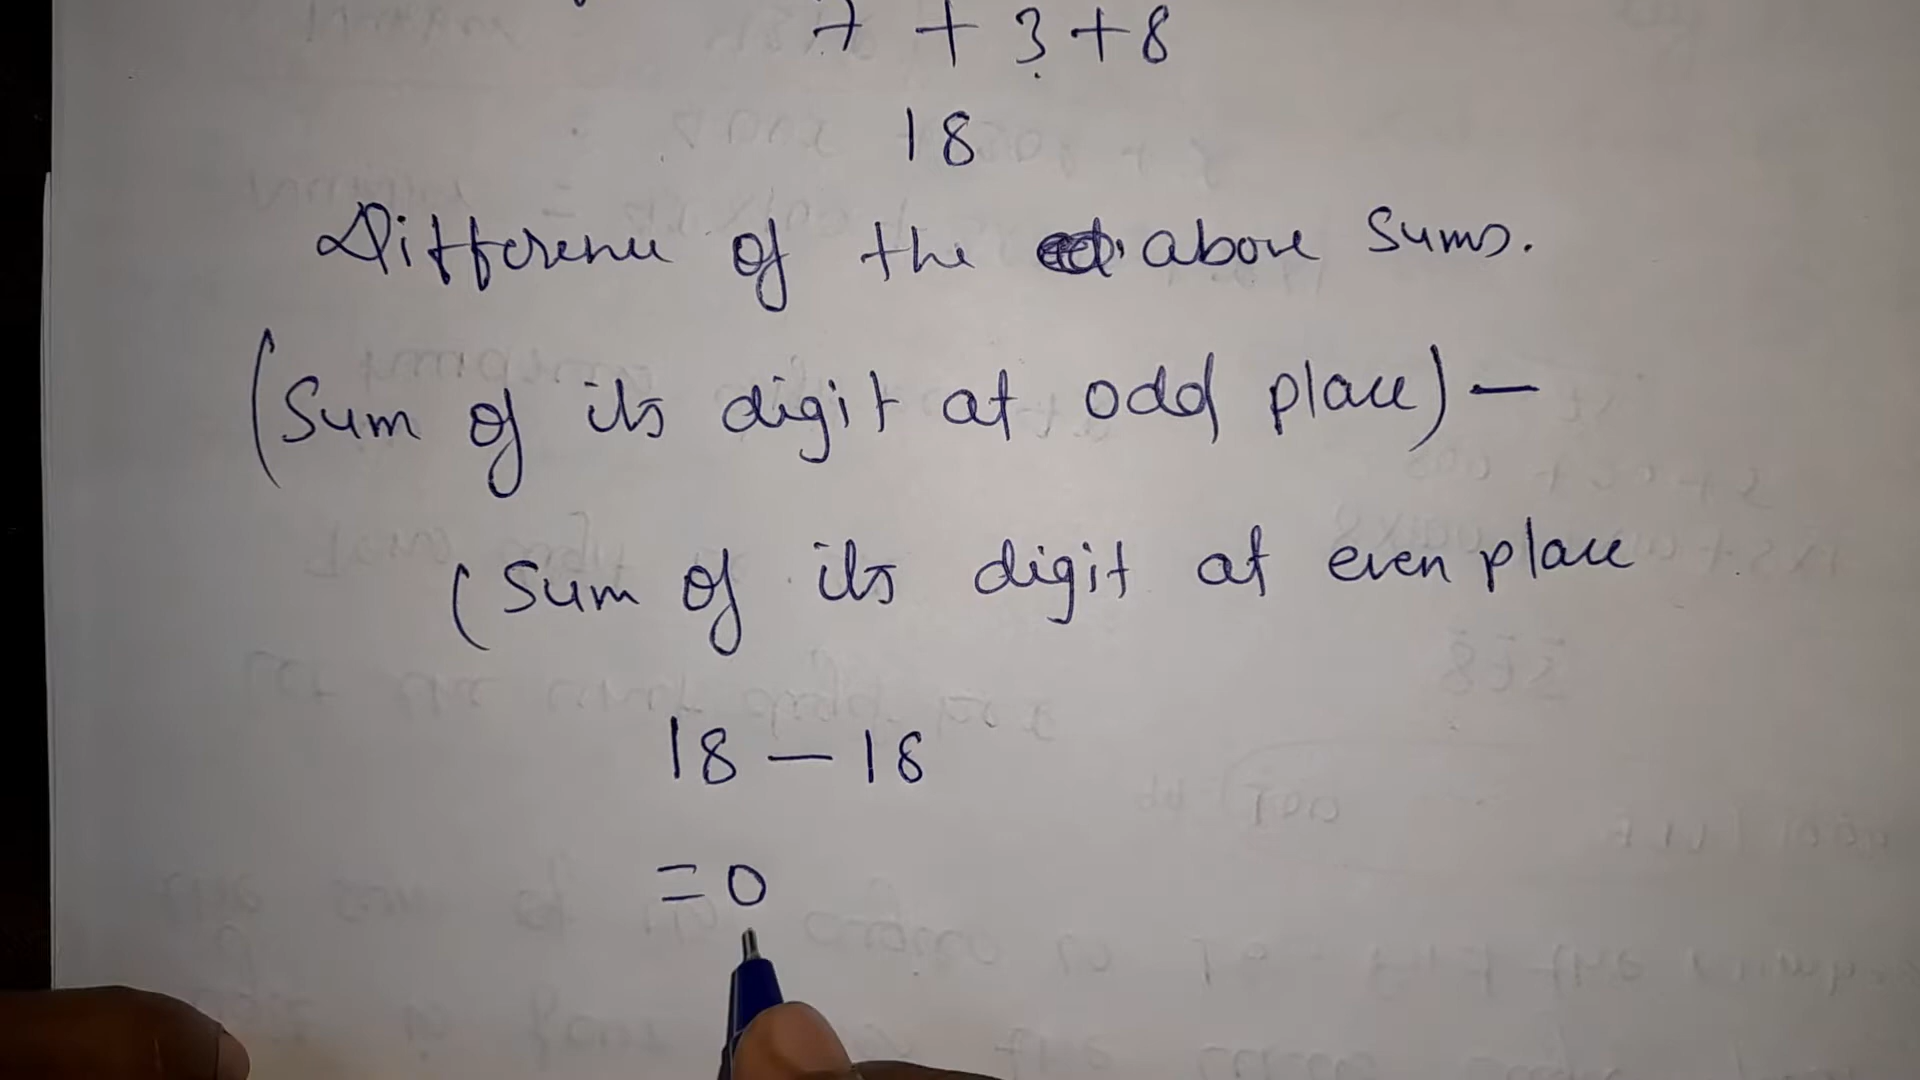 7 + 3 + 8
18
Difference of the above sums.
(Sum of its digit at odd place) –
(Sum of its digit at even place
18 – 18
= 0